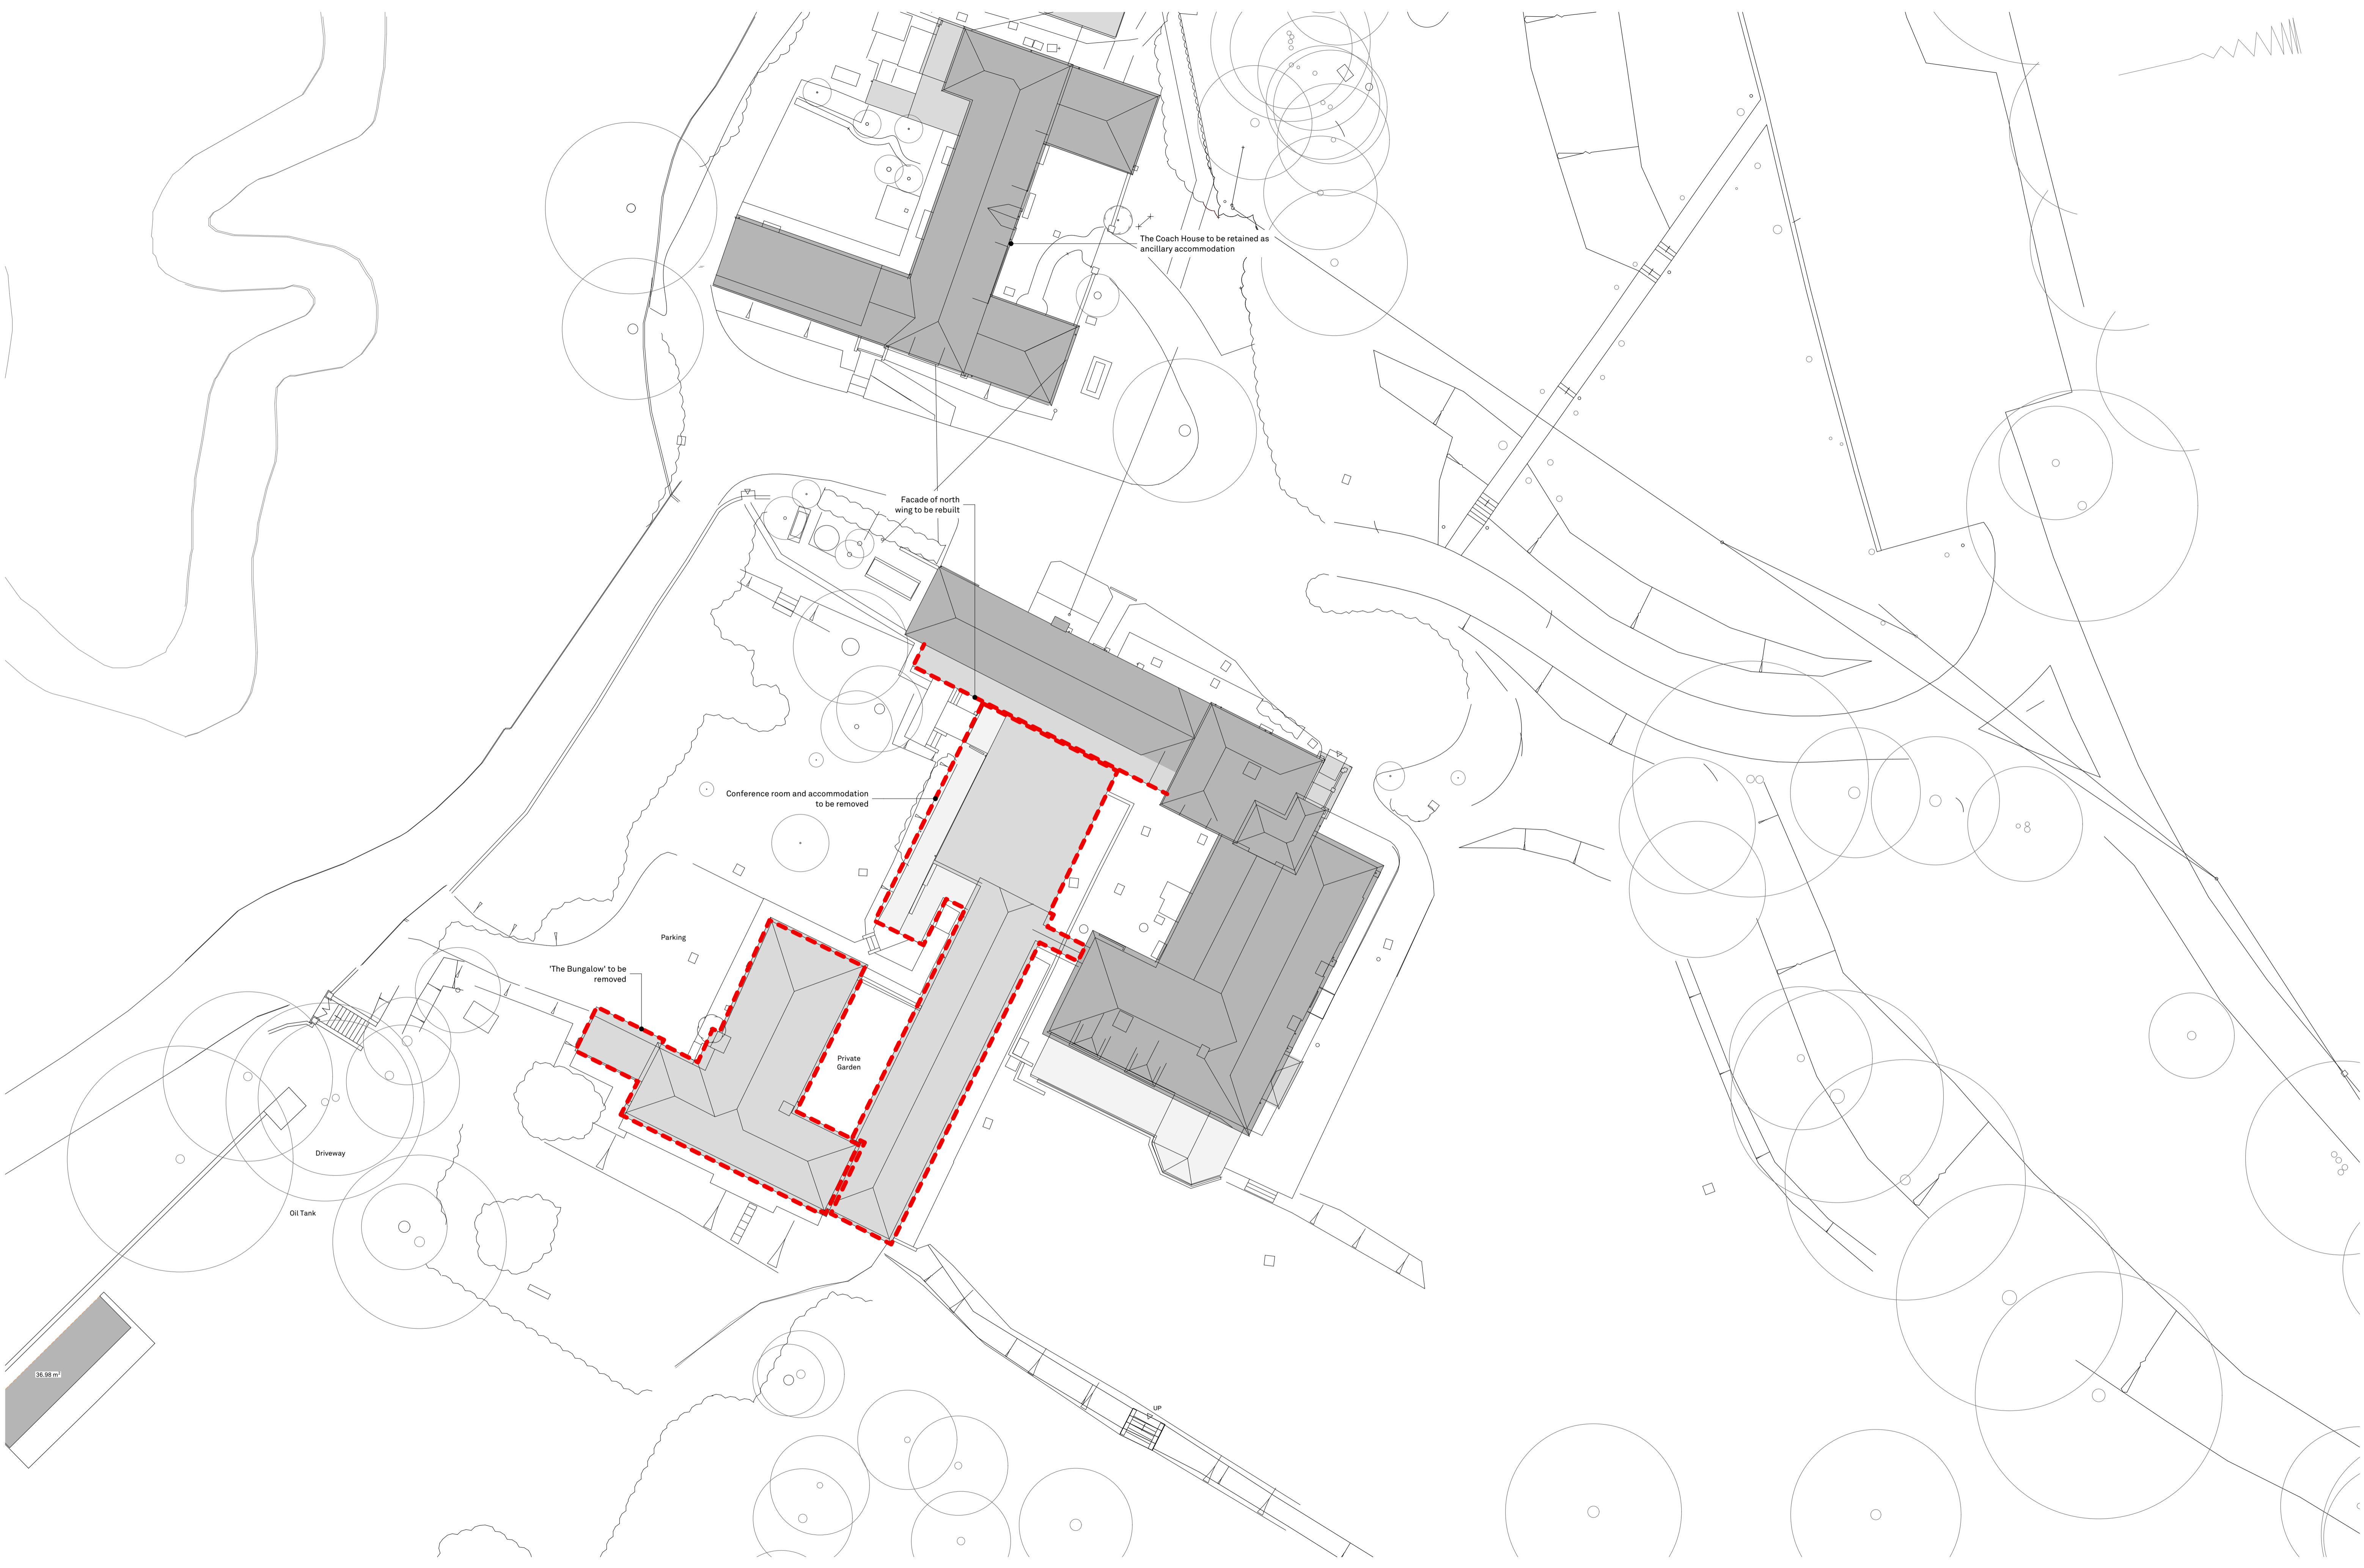 The Coach House to be retained as
ancillary accommodation
Facade of north
wing to be rebuilt
Conference room and accommodation
to be removed
Parking
'The Bungalow' to be
removed
Private
Garden
Driveway
Oil Tank
36,98 m²
UP